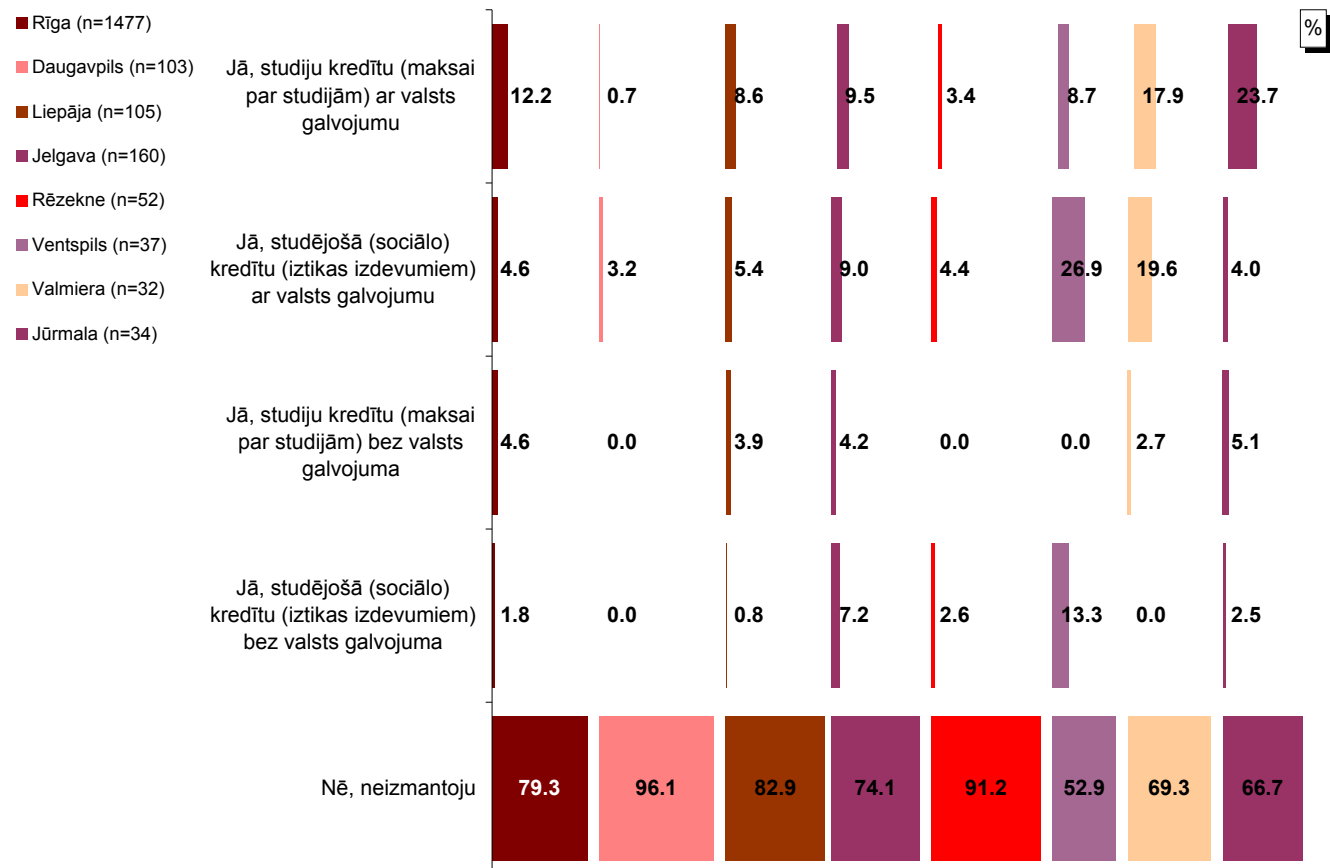 %
Rīga (n=1477)
Daugavpils (n=103)
Liepāja (n=105)
Jelgava (n=160)
Rēzekne (n=52)
Ventspils (n=37)
Valmiera (n=32)
Jūrmala (n=34)
Jā, studiju kredītu (maksai
par studijām) ar valsts
galvojumu
12.2 0.7 8.6 9.5 3.4 8.7 17.9 23.7
Jā, studējošā (sociālo)
kredītu (iztikas izdevumiem)
ar valsts galvojumu
4.6 3.2 5.4 9.0 4.4 26.9 19.6 4.0
Jā, studiju kredītu (maksai
par studijām) bez valsts
galvojuma
4.6 0.0 3.9 4.2 0.0 0.0 2.7 5.1
Jā, studējošā (sociālo)
kredītu (iztikas izdevumiem)
bez valsts galvojuma
1.8 0.0 0.8 7.2 2.6 13.3 0.0 2.5
Nē, neizmantoju
79.3 96.1 82.9 74.1 91.2 52.9 69.3 66.7